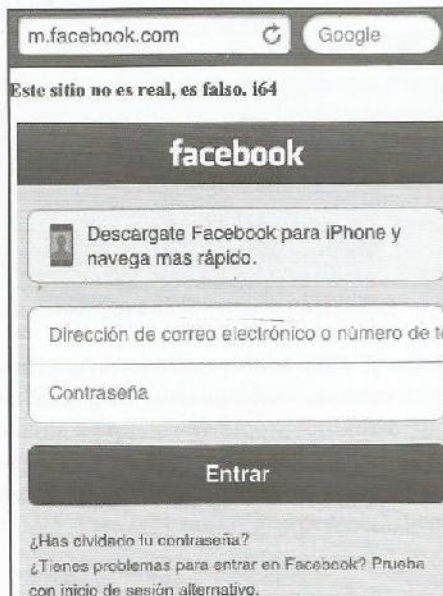 m.facebook.com
Google
Este sitio no es real, es falso. i64
facebook
Descargate Facebook para iPhone y
navega mas rápido.
Dirección de correo electrónico o número de te
Contraseña
Entrar
¿Has olvidado tu contraseña?
¿Tienes problemas para entrar en Facebook? Prueba
con inicio de sesión alternativo.